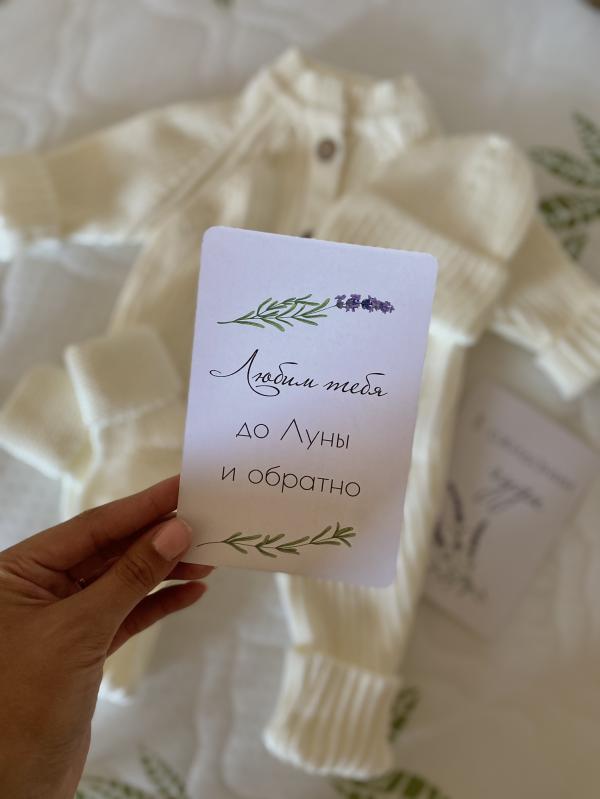 Любим тебя
до Луны
и обратно